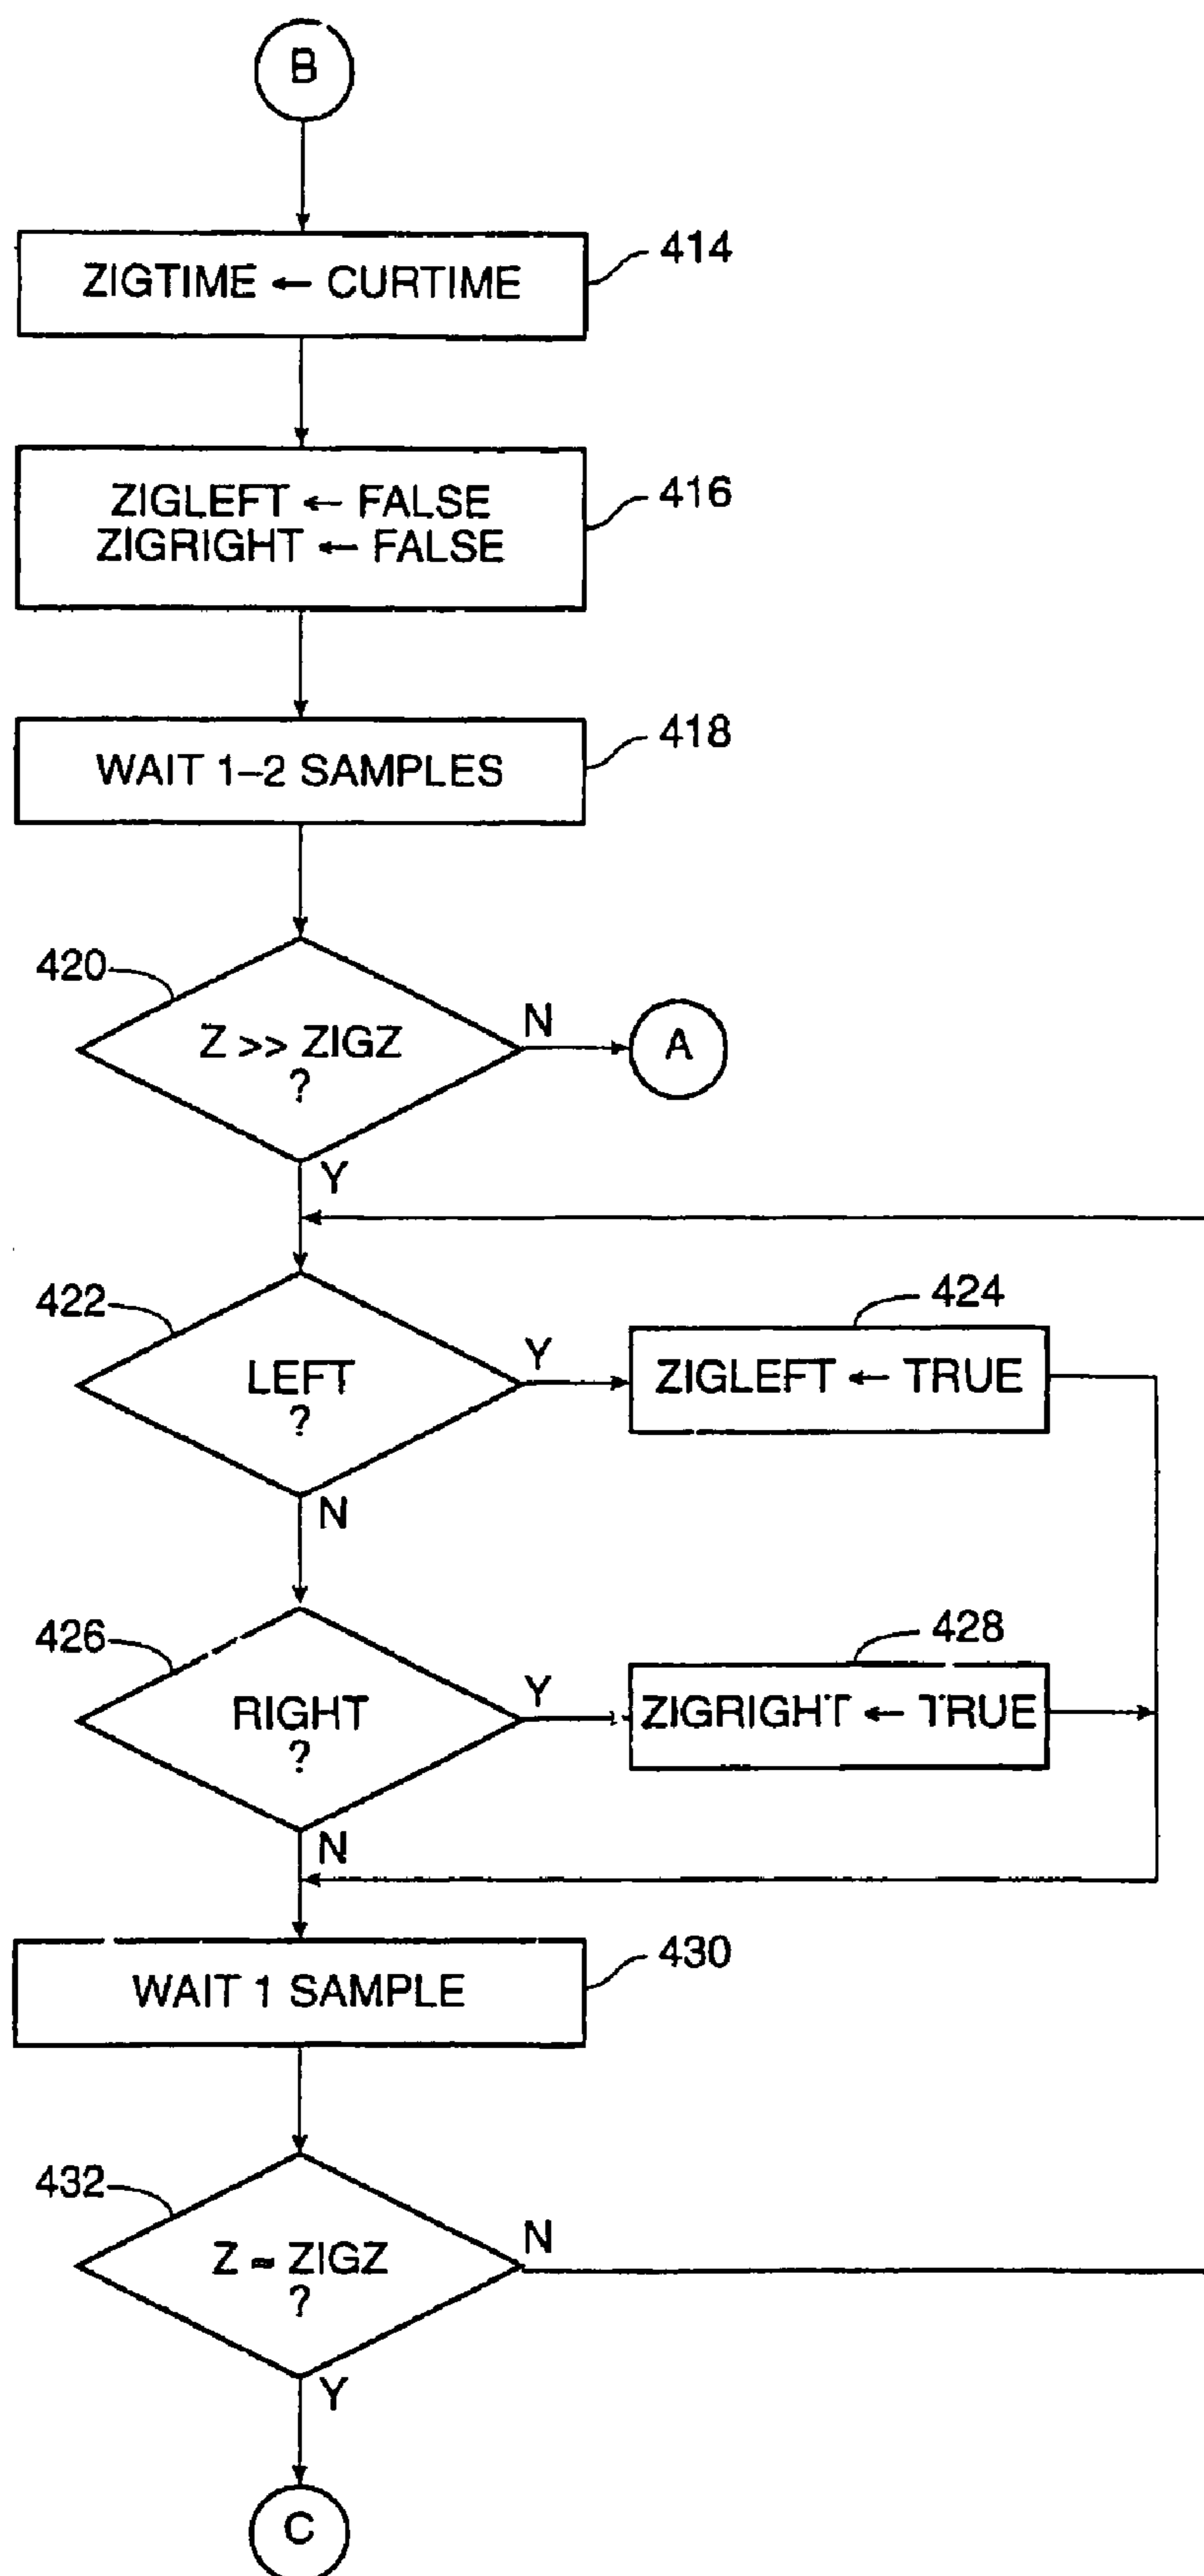 B
ZIGTIME ← CURTIME
414
ZIGLEFT ← FALSE
ZIGRIGHT ← FALSE
416
WAIT 1–2 SAMPLES
418
420
Z >> ZIGZ
?
N
A
Y
422
LEFT
?
Y
424
ZIGLEFT ← TRUE
N
426
RIGHT
?
Y
428
ZIGRIGHT ← TRUE
N
WAIT 1 SAMPLE
430
432
Z ≈ ZIGZ
?
N
Y
C